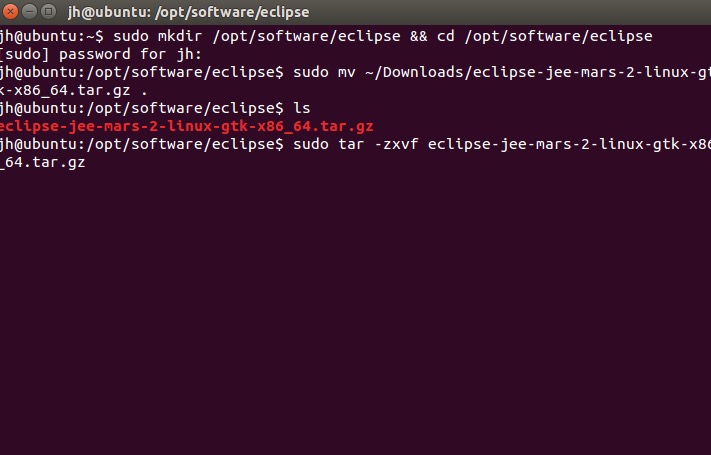 jh@ubuntu: /opt/software/eclipse
jh@ubuntu:~$ sudo mkdir /opt/software/eclipse && cd /opt/software/eclipse
[sudo] password for jh:
jh@ubuntu:/opt/software/eclipse$ sudo mv ~/Downloads/eclipse-jee-mars-2-linux-gt
k-x86_64.tar.gz .
jh@ubuntu:/opt/software/eclipse$ ls
eclipse-jee-mars-2-linux-gtk-x86_64.tar.gz
jh@ubuntu:/opt/software/eclipse$ sudo tar -zxvf eclipse-jee-mars-2-linux-gtk-x86
_64.tar.gz